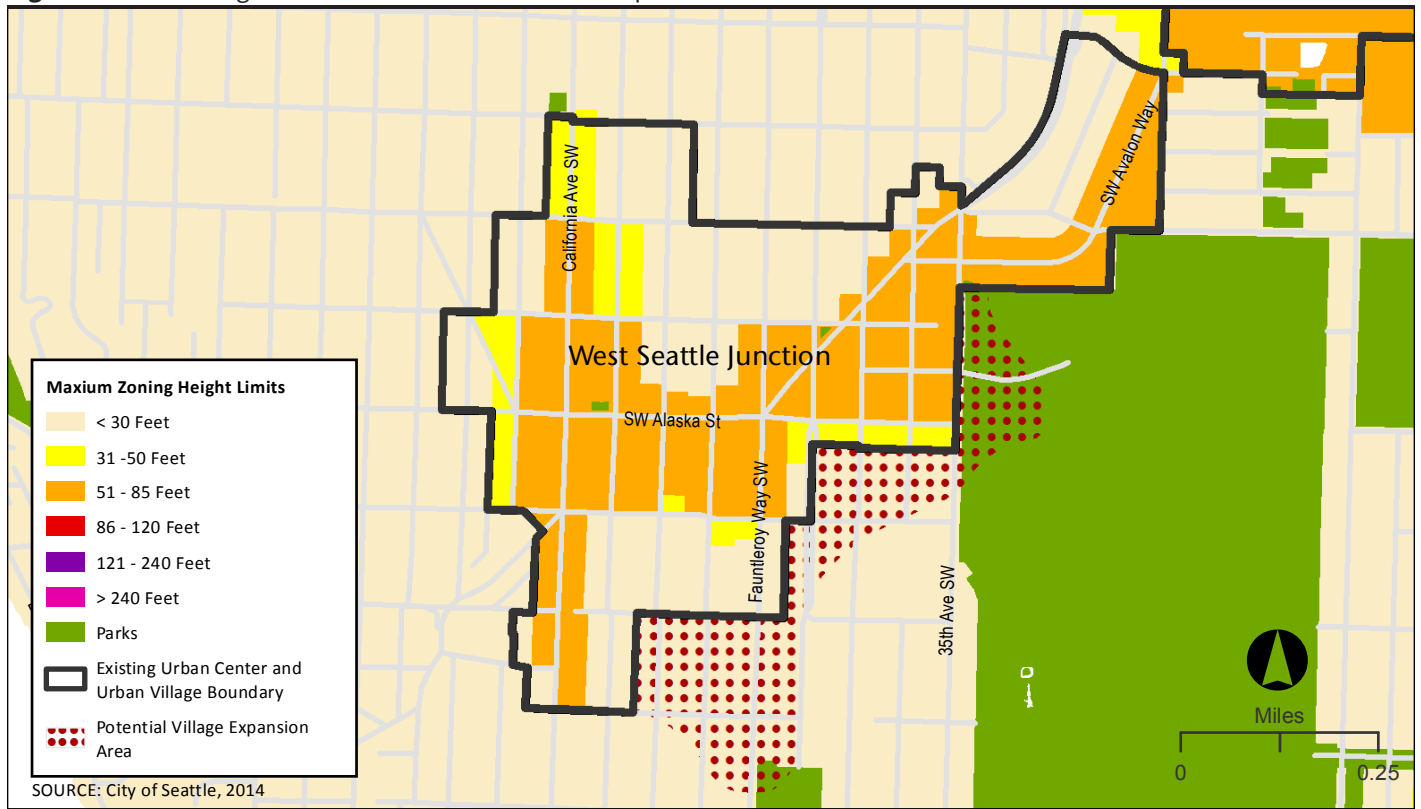 California Ave SW
SW Avalon Way
West Seattle Junction
SW Alaska St
Fauntleroy Way SW
35th Ave SW
Maxium Zoning Height Limits
< 30 Feet
31 -50 Feet
51 - 85 Feet
86 - 120 Feet
121 - 240 Feet
> 240 Feet
Parks
Existing Urban Center and
Urban Village Boundary
Potential Village Expansion
Area
SOURCE: City of Seattle, 2014
Miles
0
0.25